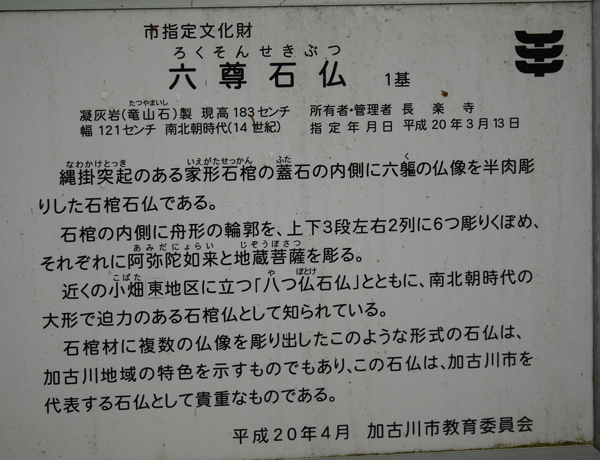 市指定文化財
ろくそんせきぶつ
六尊石仏 1基
たつやまいし
凝灰岩(竜山石)製 現高183センチ 所有者・管理者 長楽寺
幅121センチ 南北朝時代(14世紀) 指定年月日 平成20年3月13日
なわかけとっき いえがたせっかん ふた く
縄掛突起のある家形石棺の蓋石の内側に六軀の仏像を半肉彫
りした石棺石仏である。
石棺の内側に舟形の輪郭を、上下3段左右2列に6つ彫りくぼめ、
あみだにょらい じぞうぼさつ
それぞれに阿弥陀如来と地蔵菩薩を彫る。
こばた や ぼとけ
近くの小畑東地区に立つ「八つ仏石仏」とともに、南北朝時代の
大形で迫力のある石棺仏として知られている。
石棺材に複数の仏像を彫り出したこのような形式の石仏は、
加古川地域の特色を示すものでもあり、この石仏は、加古川市を
代表する石仏として貴重なものである。
平成20年4月 加古川市教育委員会